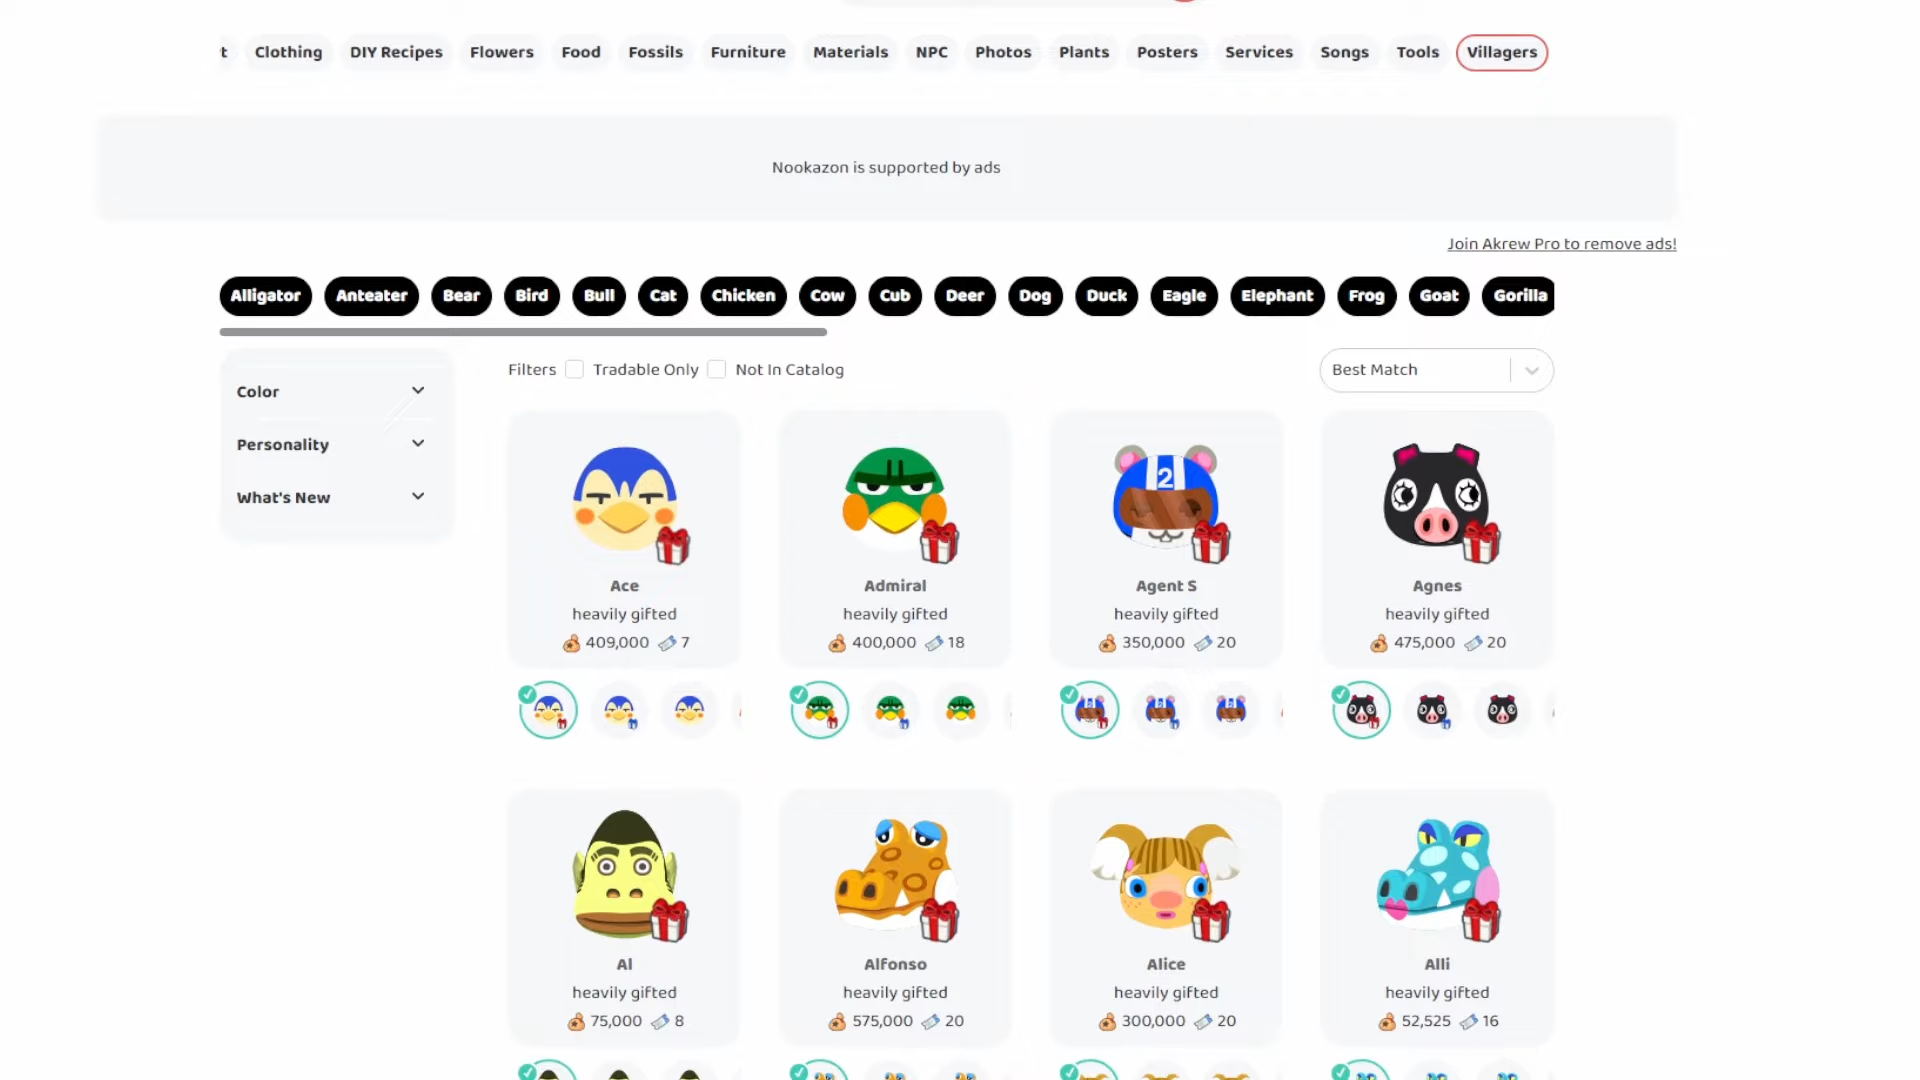 t Clothing DIY Recipes Flowers Food Fossils Furniture Materials NPC Photos Plants Posters Services Songs Tools Villagers
Nookazon is supported by ads
Join Akrew Pro to remove ads!
Alligator Anteater Bear Bird Bull Cat Chicken Cow Cub Deer Dog Duck Eagle Elephant Frog Goat Gorilla
Filters Tradable Only Not In Catalog Best Match
Color
Personality
What's New
2
Ace Admiral Agent S Agnes
heavily gifted heavily gifted heavily gifted heavily gifted
409,000 7 400,000 18 350,000 20 475,000 20
Al Alfonso Alice Alli
heavily gifted heavily gifted heavily gifted heavily gifted
75,000 8 575,000 20 300,000 20 52,525 16